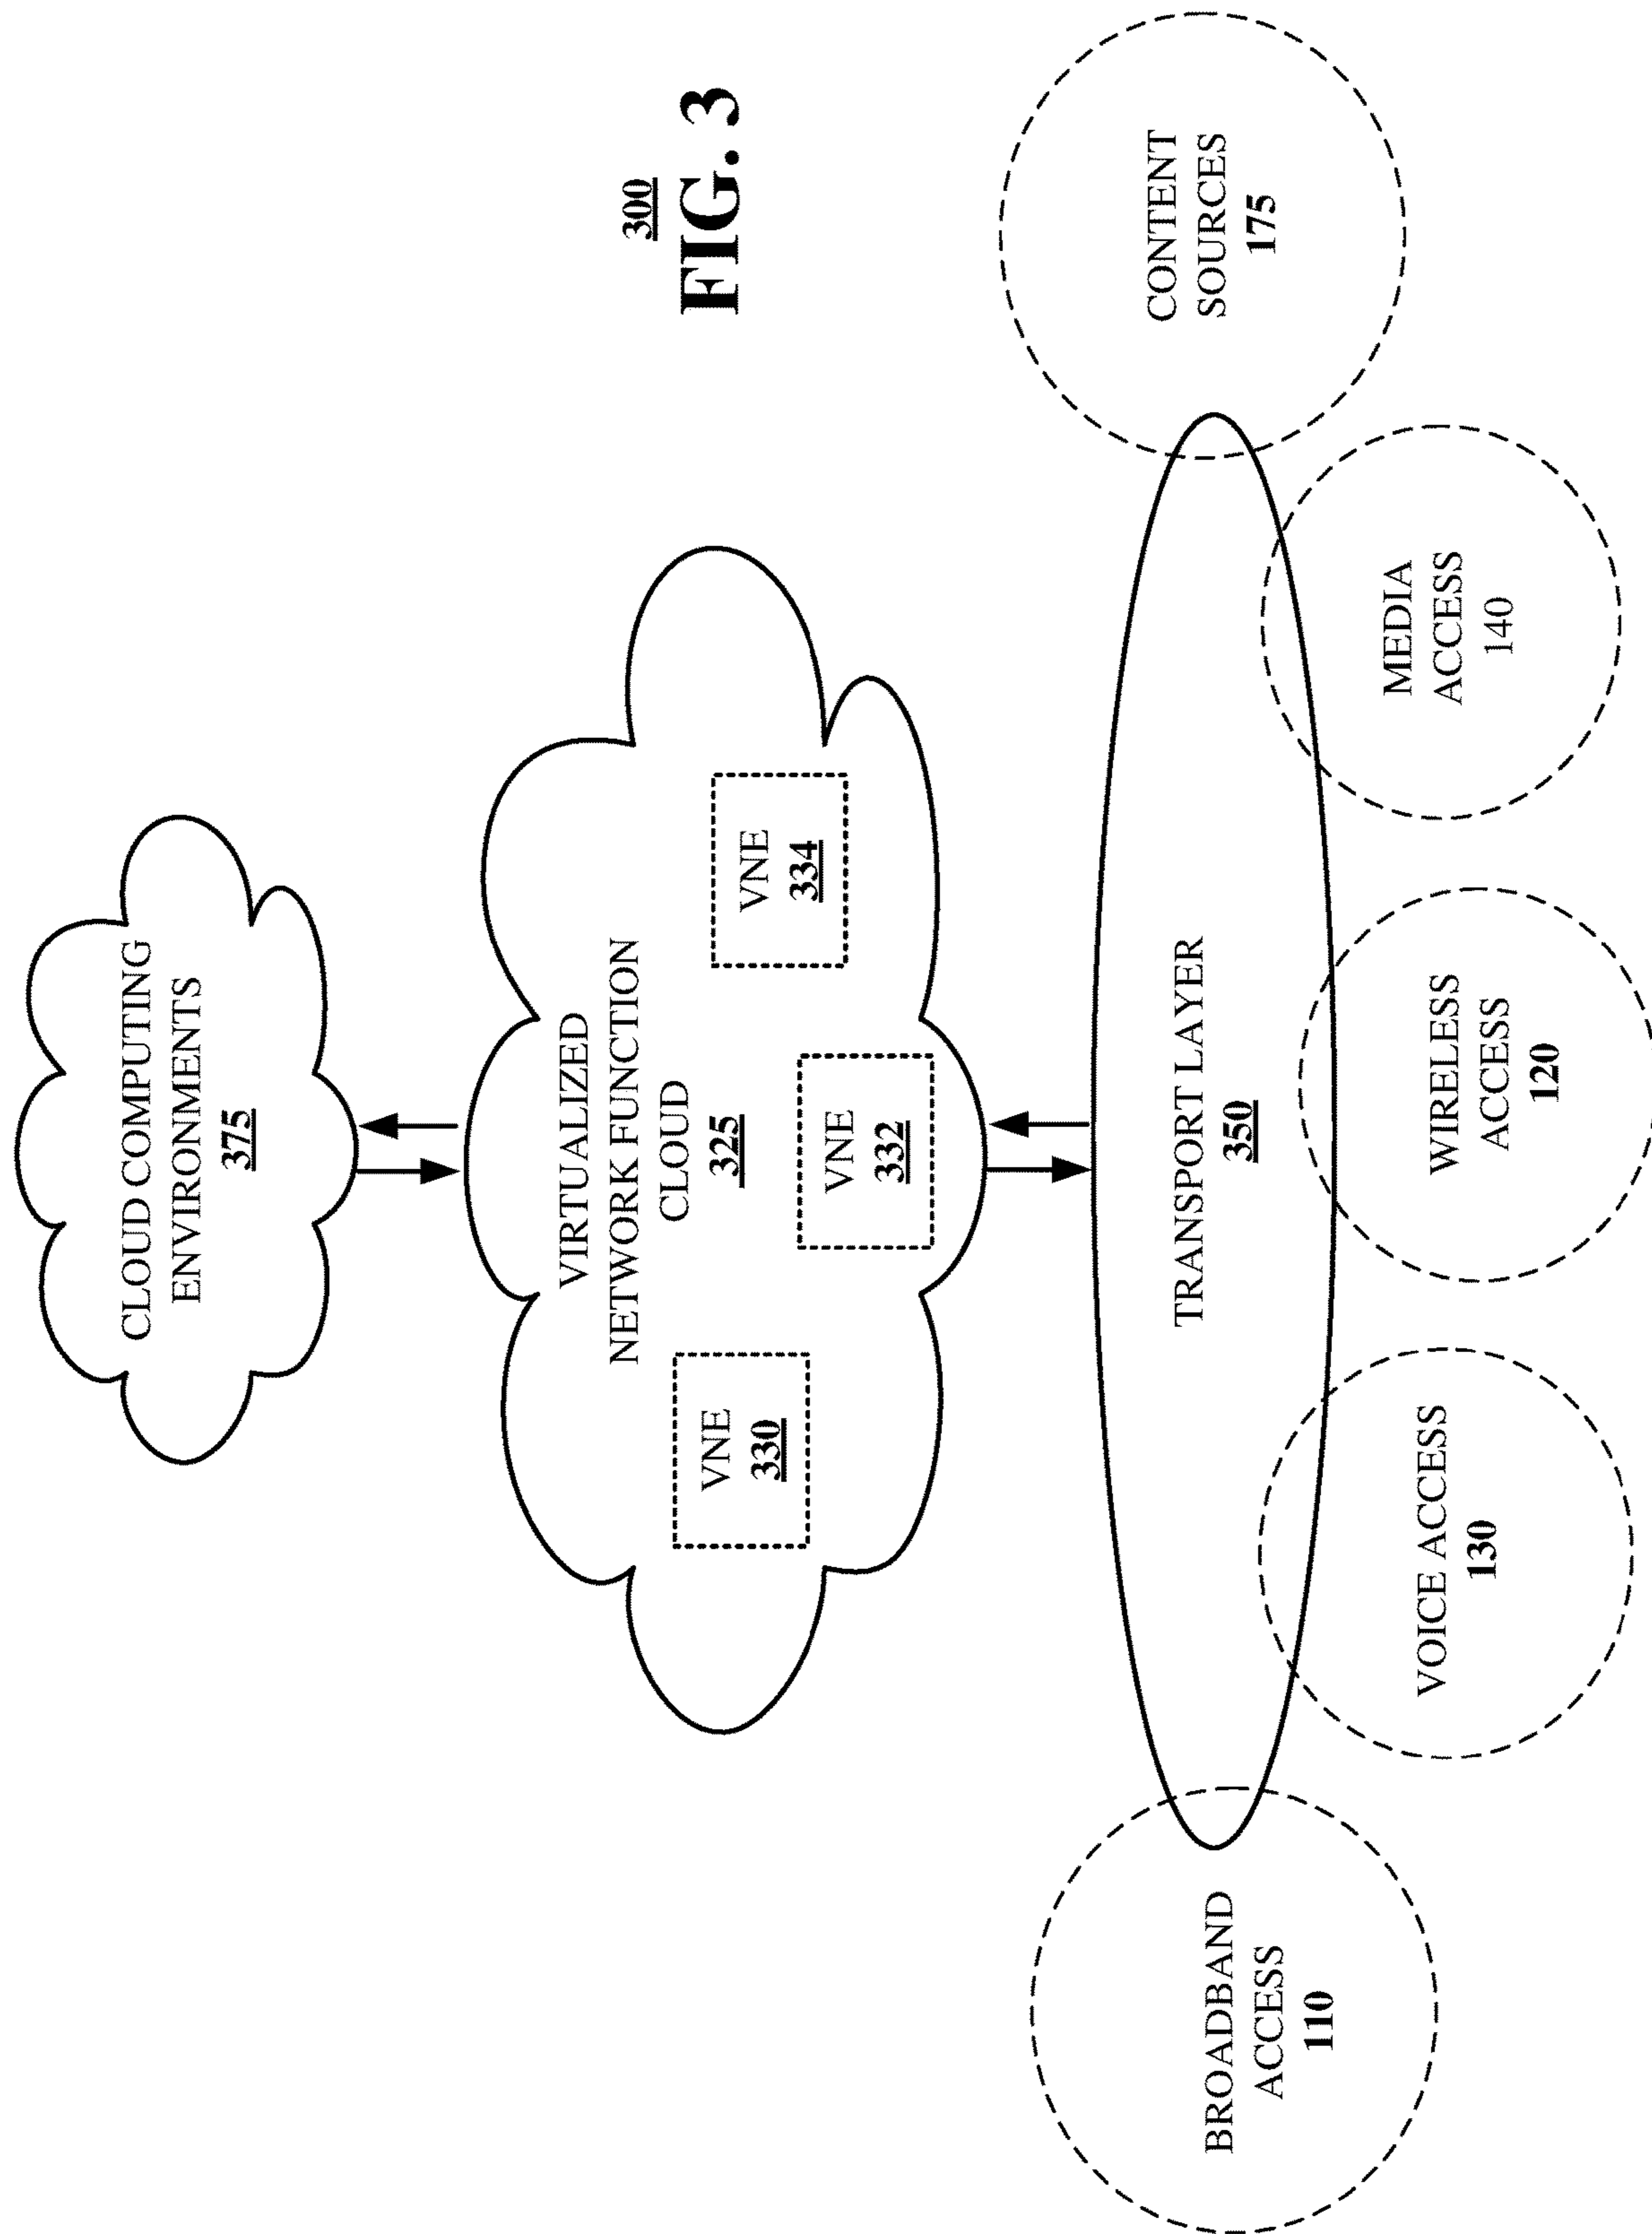 CLOUD COMPUTING
ENVIRONMENTS
375
VIRTUALIZED
NETWORK FUNCTION
CLOUD
325
VNE
330
VNE
332
VNE
334
300
FIG. 3
TRANSPORT LAYER
350
BROADBAND
ACCESS
110
VOICE ACCESS
130
WIRELESS
ACCESS
120
MEDIA
ACCESS
140
CONTENT
SOURCES
175